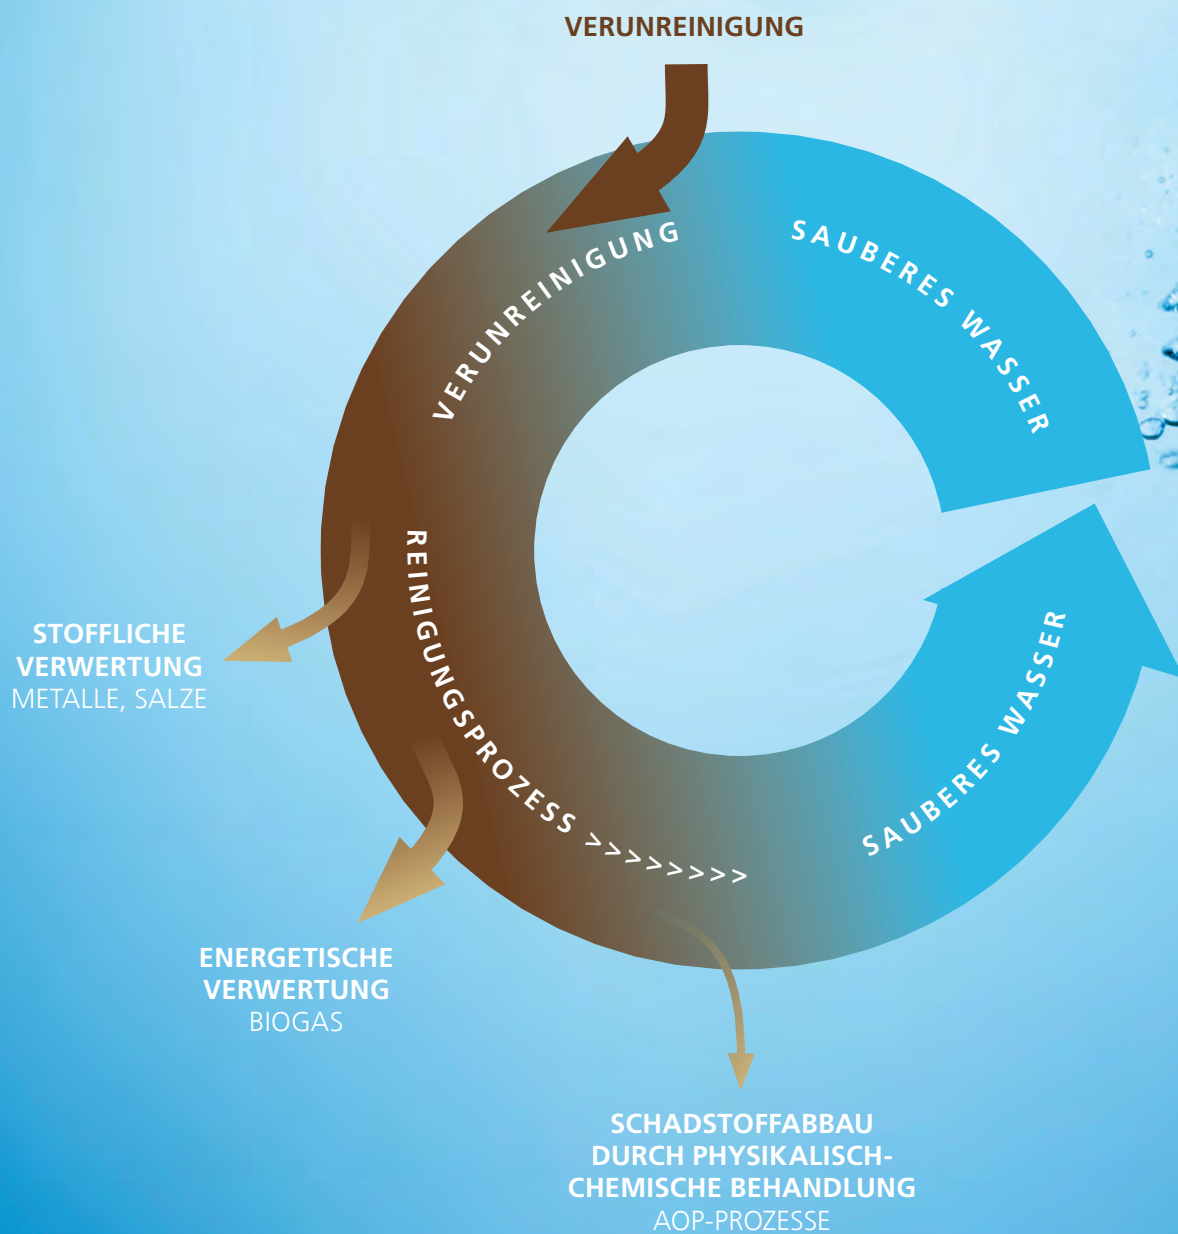 VERUNREINIGUNG
SAUBERES WASSER
VERUNREINIGUNG
REINIGUNGSPROZESS >>>>>>>>
SAUBERES WASSER
STOFFLICHE
VERWERTUNG
METALLE, SALZE
ENERGETISCHE
VERWERTUNG
BIOGAS
SCHADSTOFFABBAU
DURCH PHYSIKALISCH-
CHEMISCHE BEHANDLUNG
AOP-PROZESSE